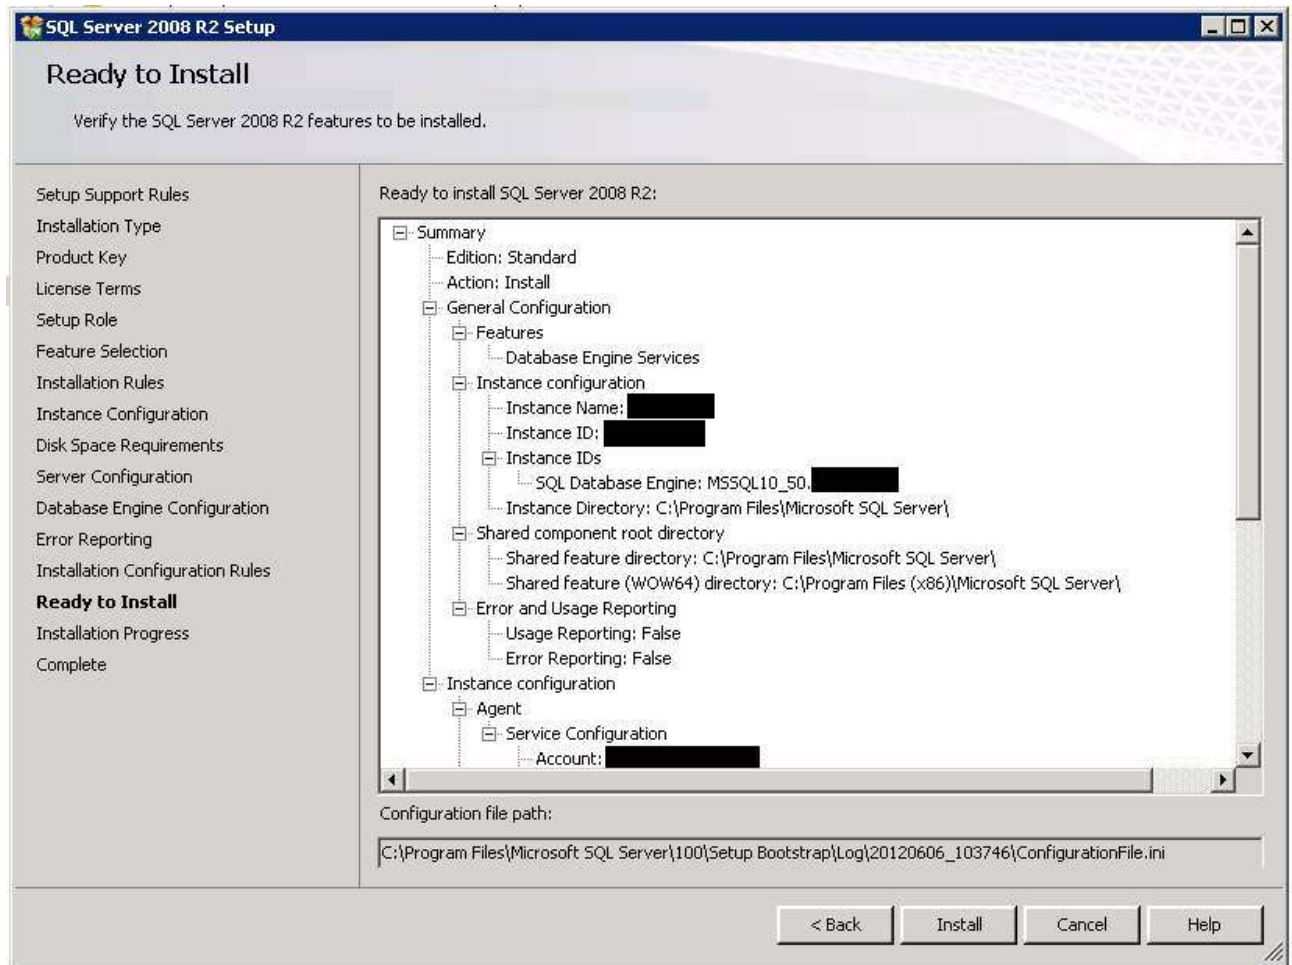 SQL Server 2008 R2 Setup
Ready to Install
Verify the SQL Server 2008 R2 features to be installed.
Setup Support Rules
Installation Type
Product Key
License Terms
Setup Role
Feature Selection
Installation Rules
Instance Configuration
Disk Space Requirements
Server Configuration
Database Engine Configuration
Error Reporting
Installation Configuration Rules
Ready to Install
Installation Progress
Complete
Ready to install SQL Server 2008 R2:
Summary
Edition: Standard
Action: Install
General Configuration
Features
Database Engine Services
Instance configuration
Instance Name:
Instance ID:
Instance IDs
SQL Database Engine: MSSQL10_50.
Instance Directory: C:\Program Files\Microsoft SQL Server\
Shared component root directory
Shared feature directory: C:\Program Files\Microsoft SQL Server\
Shared feature (WOW64) directory: C:\Program Files (x86)\Microsoft SQL Server\
Error and Usage Reporting
Usage Reporting: False
Error Reporting: False
Instance configuration
Agent
Service Configuration
Account:
Configuration file path:
C:\Program Files\Microsoft SQL Server\100\Setup Bootstrap\Log\20120606_103746\ConfigurationFile.ini
< Back
Install
Cancel
Help